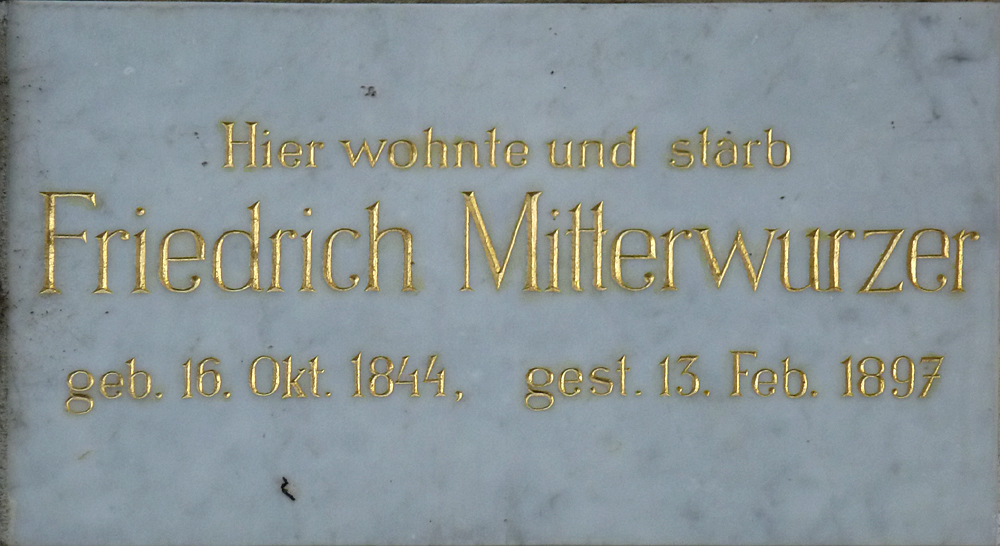 Hier wohnte und starb
Friedrich Mitterwurzer
geb. 16. Okt. 1844, gest. 13. Feb. 1897